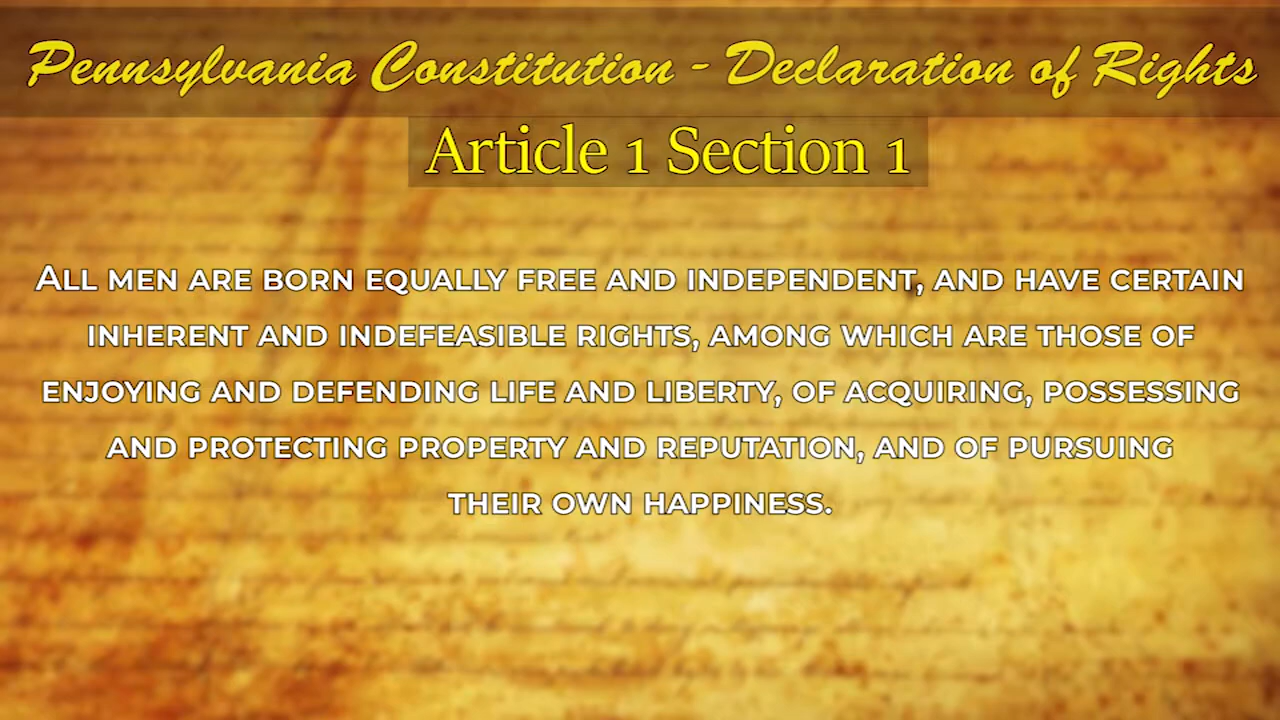 Pennsylvania Constitution - Declaration of Rights
Article 1 Section 1
All men are born equally free and independent, and have certain
inherent and indefeasible rights, among which are those of
enjoying and defending life and liberty, of acquiring, possessing
and protecting property and reputation, and of pursuing
their own happiness.